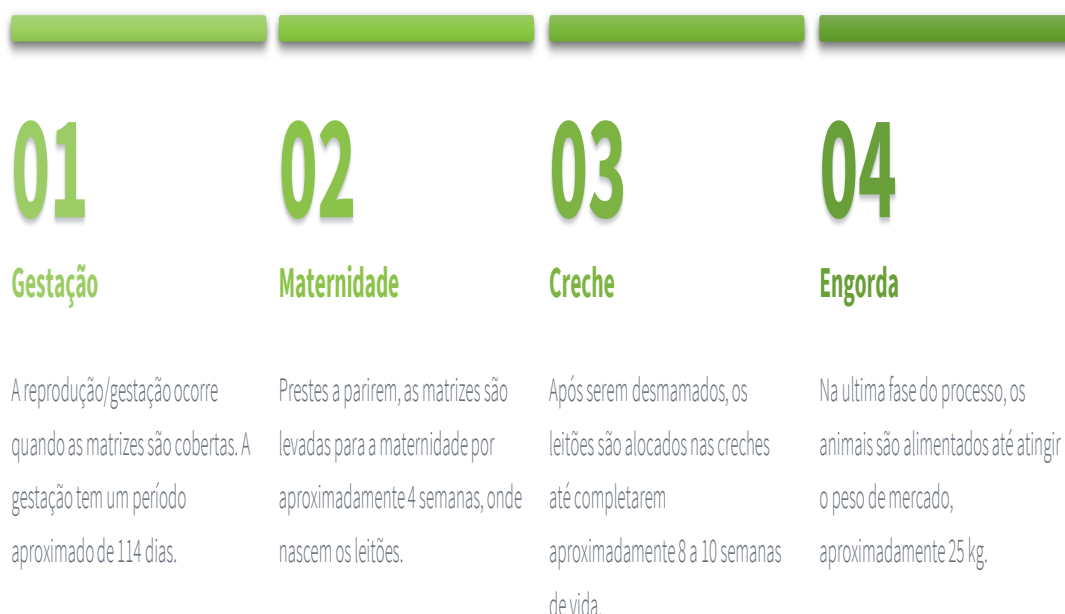 01
Gestação
A reprodução/gestação ocorre
quando as matrizes são cobertas. A
gestação tem um período
aproximado de 114 dias.
02
Maternidade
Prestes a parirem, as matrizes são
levadas para a maternidade por
aproximadamente 4 semanas, onde
nascem os leitões.
03
Creche
Após serem desmamados, os
leitões são alocados nas creches
até completarem
aproximadamente 8 a 10 semanas
de vida.
04
Engorda
Na ultima fase do processo, os
animais são alimentados até atingir
o peso de mercado,
aproximadamente 25 kg.